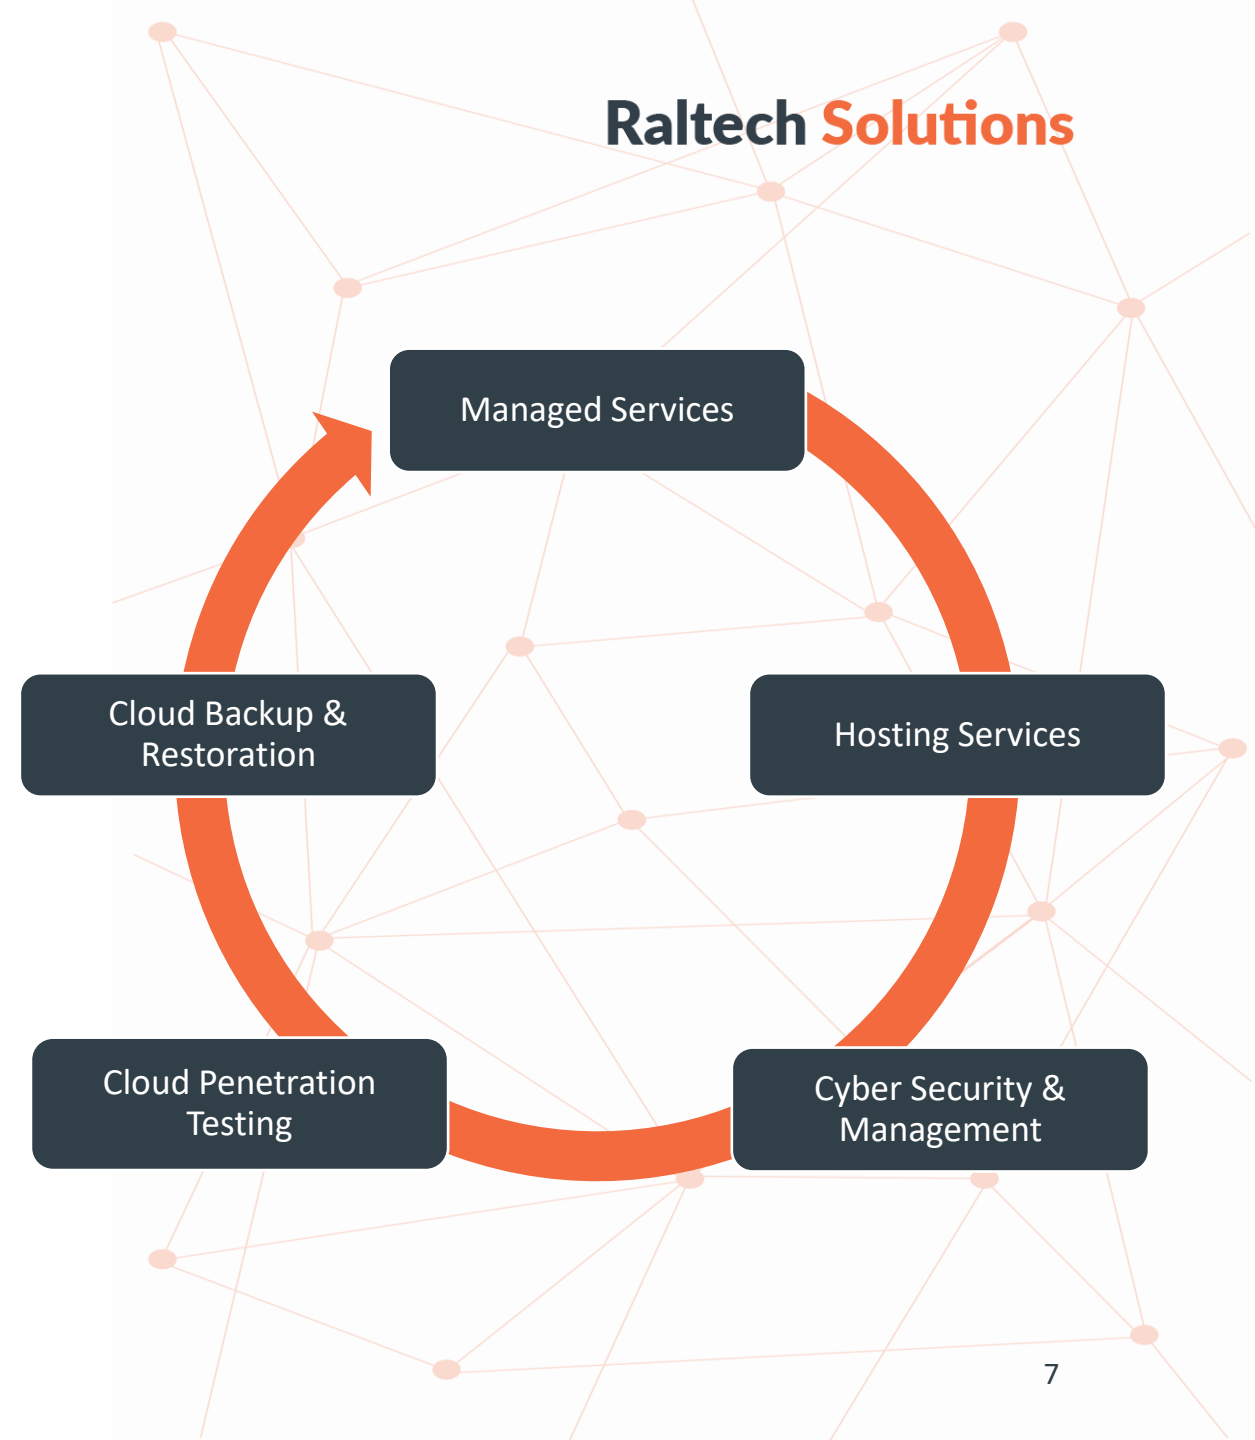 Raltech Solutions
Managed Services
Hosting Services
Cyber Security &
Management
Cloud Penetration
Testing
Cloud Backup &
Restoration
7